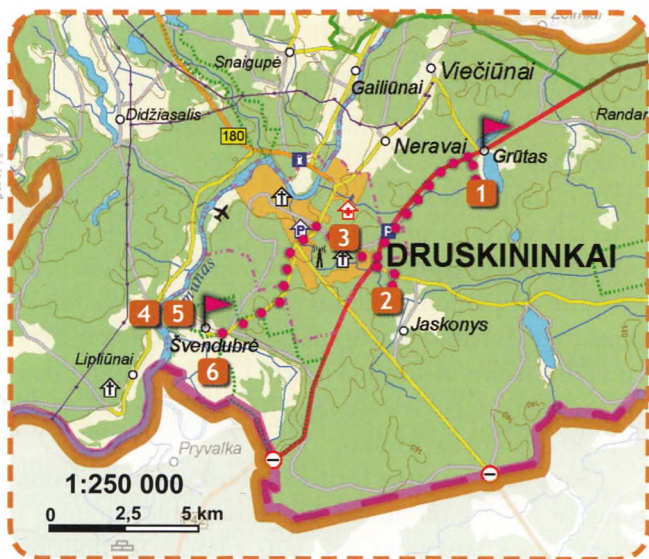 Snaigupė
Viečiūnai
Gailiūnai
Didžiasalis
Randar
180
Neravai
Grūtas
1
P
P
3
DRUSKININKAI
2
4 5
Jaskonys
Švendubrė
Lipliūnai
6
Pryvalka
1:250 000
0 2,5 5 km